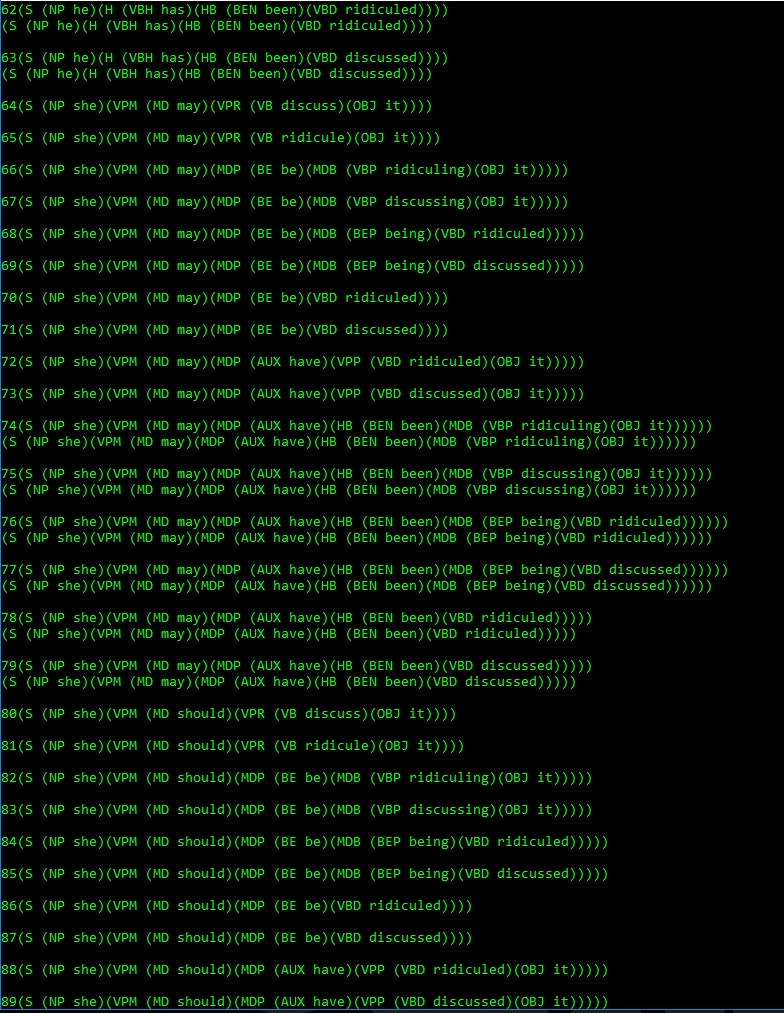 62(S (NP he)(H (VBH has)(HB (BEN been)(VBD ridiculed))))
(S (NP he)(H (VBH has)(HB (BEN been)(VBD ridiculed))))
63(S (NP he)(H (VBH has)(HB (BEN been)(VBD discussed))))
(S (NP he)(H (VBH has)(HB (BEN been)(VBD discussed))))
64(S (NP she)(VPM (MD may)(VPR (VB discuss)(OBJ it))))
65(S (NP she)(VPM (MD may)(VPR (VB ridicule)(OBJ it))))
66(S (NP she)(VPM (MD may)(MDP (BE be)(MDB (VBP ridiculing)(OBJ it)))))
67(S (NP she)(VPM (MD may)(MDP (BE be)(MDB (VBP discussing)(OBJ it)))))
68(S (NP she)(VPM (MD may)(MDP (BE be)(MDB (BEP being)(VBD ridiculed)))))
69(S (NP she)(VPM (MD may)(MDP (BE be)(MDB (BEP being)(VBD discussed)))))
70(S (NP she)(VPM (MD may)(MDP (BE be)(VBD ridiculed))))
71(S (NP she)(VPM (MD may)(MDP (BE be)(VBD discussed))))
72(S (NP she)(VPM (MD may)(MDP (AUX have)(VPP (VBD ridiculed)(OBJ it)))))
73(S (NP she)(VPM (MD may)(MDP (AUX have)(VPP (VBD discussed)(OBJ it)))))
74(S (NP she)(VPM (MD may)(MDP (AUX have)(HB (BEN been)(MDB (VBP ridiculing)(OBJ it))))))
(S (NP she)(VPM (MD may)(MDP (AUX have)(HB (BEN been)(MDB (VBP ridiculing)(OBJ it))))))
75(S (NP she)(VPM (MD may)(MDP (AUX have)(HB (BEN been)(MDB (VBP discussing)(OBJ it))))))
(S (NP she)(VPM (MD may)(MDP (AUX have)(HB (BEN been)(MDB (VBP discussing)(OBJ it))))))
76(S (NP she)(VPM (MD may)(MDP (AUX have)(HB (BEN been)(MDB (BEP being)(VBD ridiculed))))))
(S (NP she)(VPM (MD may)(MDP (AUX have)(HB (BEN been)(MDB (BEP being)(VBD ridiculed))))))
77(S (NP she)(VPM (MD may)(MDP (AUX have)(HB (BEN been)(MDB (BEP being)(VBD discussed))))))
(S (NP she)(VPM (MD may)(MDP (AUX have)(HB (BEN been)(MDB (BEP being)(VBD discussed))))))
78(S (NP she)(VPM (MD may)(MDP (AUX have)(HB (BEN been)(VBD ridiculed)))))
(S (NP she)(VPM (MD may)(MDP (AUX have)(HB (BEN been)(VBD ridiculed)))))
79(S (NP she)(VPM (MD may)(MDP (AUX have)(HB (BEN been)(VBD discussed)))))
(S (NP she)(VPM (MD may)(MDP (AUX have)(HB (BEN been)(VBD discussed)))))
80(S (NP she)(VPM (MD should)(VPR (VB discuss)(OBJ it))))
81(S (NP she)(VPM (MD should)(VPR (VB ridicule)(OBJ it))))
82(S (NP she)(VPM (MD should)(MDP (BE be)(MDB (VBP ridiculing)(OBJ it)))))
83(S (NP she)(VPM (MD should)(MDP (BE be)(MDB (VBP discussing)(OBJ it)))))
84(S (NP she)(VPM (MD should)(MDP (BE be)(MDB (BEP being)(VBD ridiculed)))))
85(S (NP she)(VPM (MD should)(MDP (BE be)(MDB (BEP being)(VBD discussed)))))
86(S (NP she)(VPM (MD should)(MDP (BE be)(VBD ridiculed))))
87(S (NP she)(VPM (MD should)(MDP (BE be)(VBD discussed))))
88(S (NP she)(VPM (MD should)(MDP (AUX have)(VPP (VBD ridiculed)(OBJ it)))))
89(S (NP she)(VPM (MD should)(MDP (AUX have)(VPP (VBD discussed)(OBJ it)))))